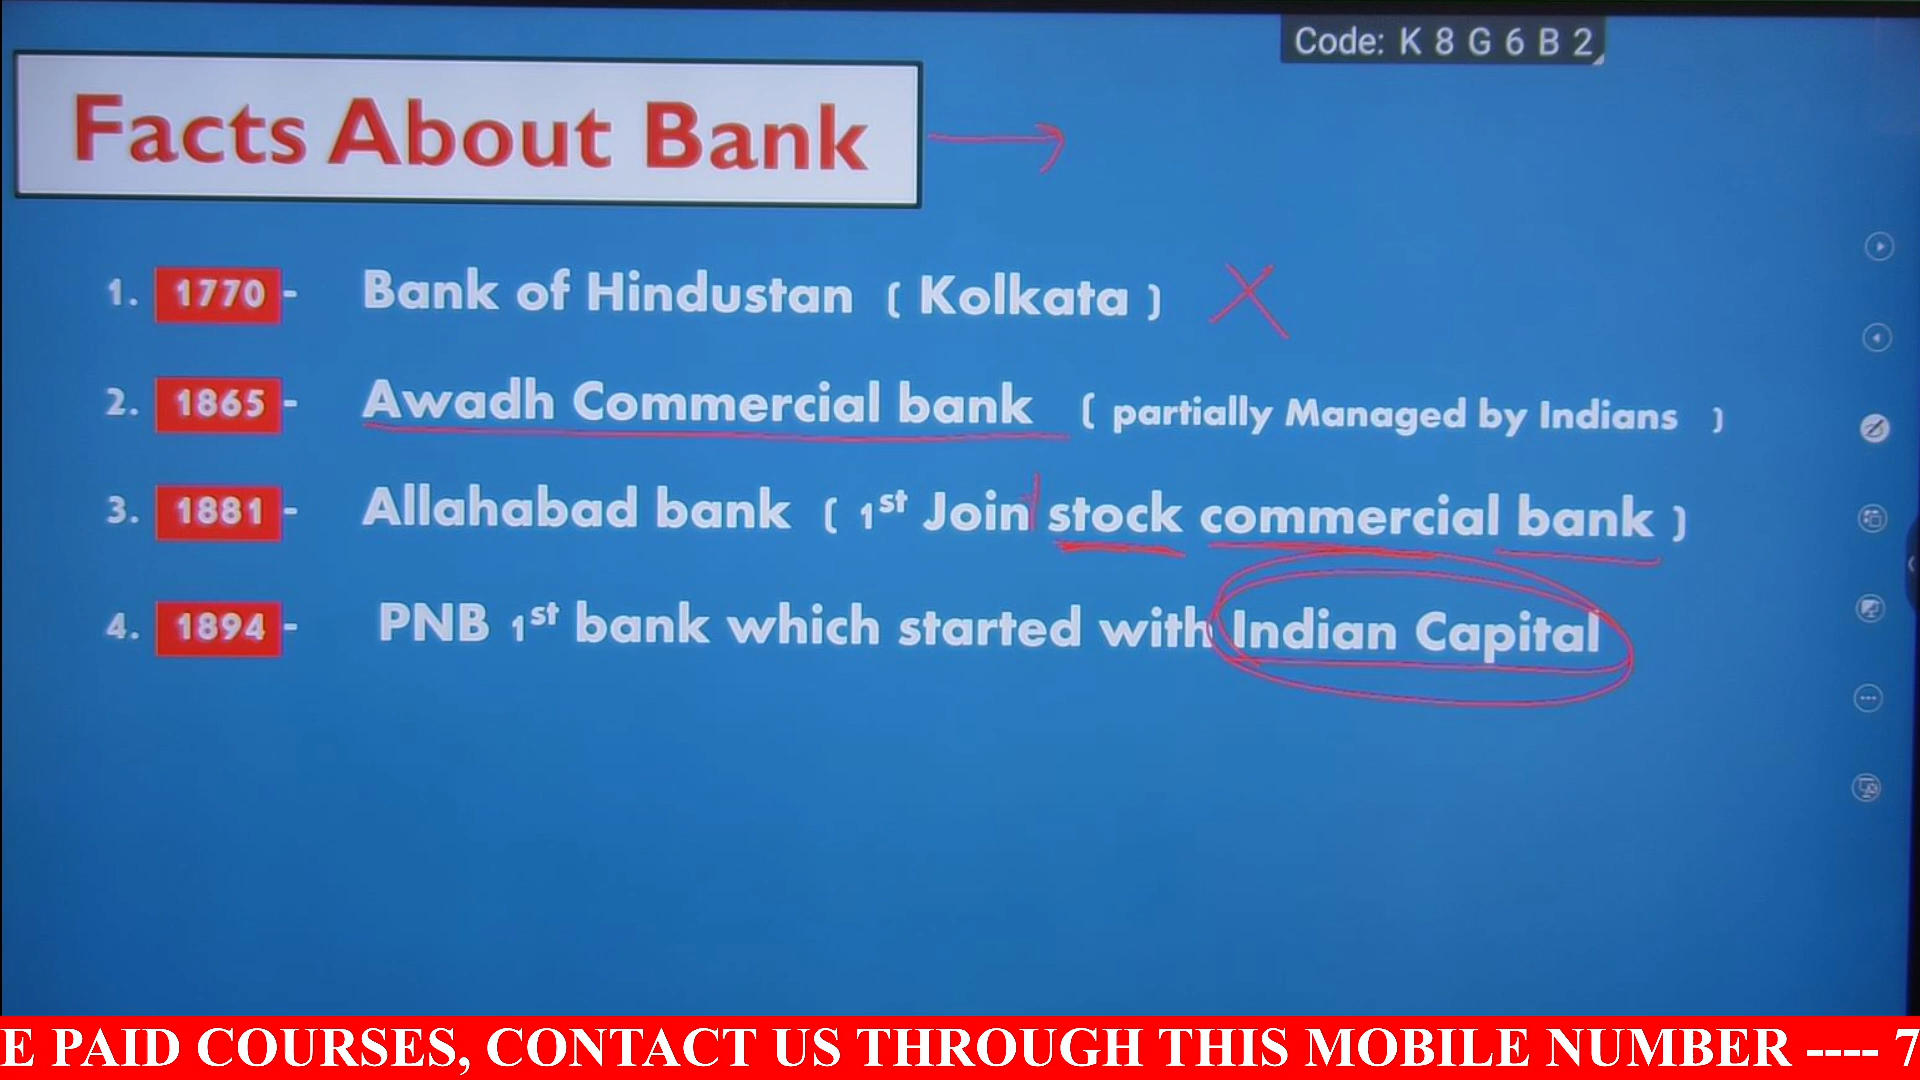 Code: K 8 G 6 B 2
Facts About Bank
1. 1770 - Bank of Hindustan ( Kolkata )
2. 1865 - Awadh Commercial bank ( partially Managed by Indians )
3. 1881 - Allahabad bank ( 1st Join stock commercial bank )
4. 1894 - PNB 1st bank which started with Indian Capital
E PAID COURSES, CONTACT US THROUGH THIS MOBILE NUMBER ---- 7